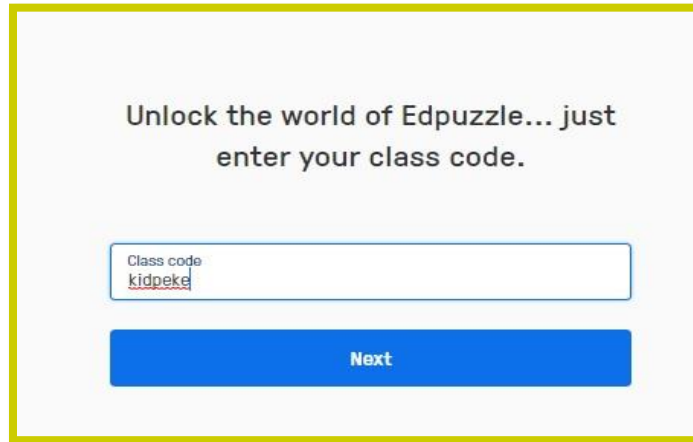 Unlock the world of Edpuzzle... just
enter your class code.
Class code
kidpeke
Next